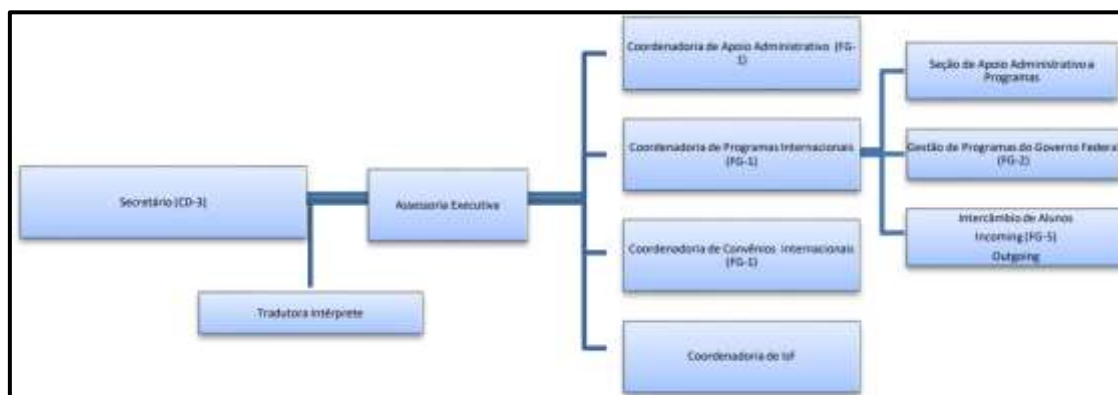 Secretário (CD-3)
Tradutora Intérprete
Assessoria Executiva
Coordenadoria de Apoio Administrativo (FG-
1)
Coordenadoria de Programas Internacionais
(FG-1)
Coordenadoria de Convênios Internacionais
(FG-1)
Coordenadoria de IsF
Seção de Apoio Administrativo a
Programas
Gestão de Programas do Governo Federal
(FG-2)
Intercâmbio de Alunos
Incoming (FG-5)
Outgoing